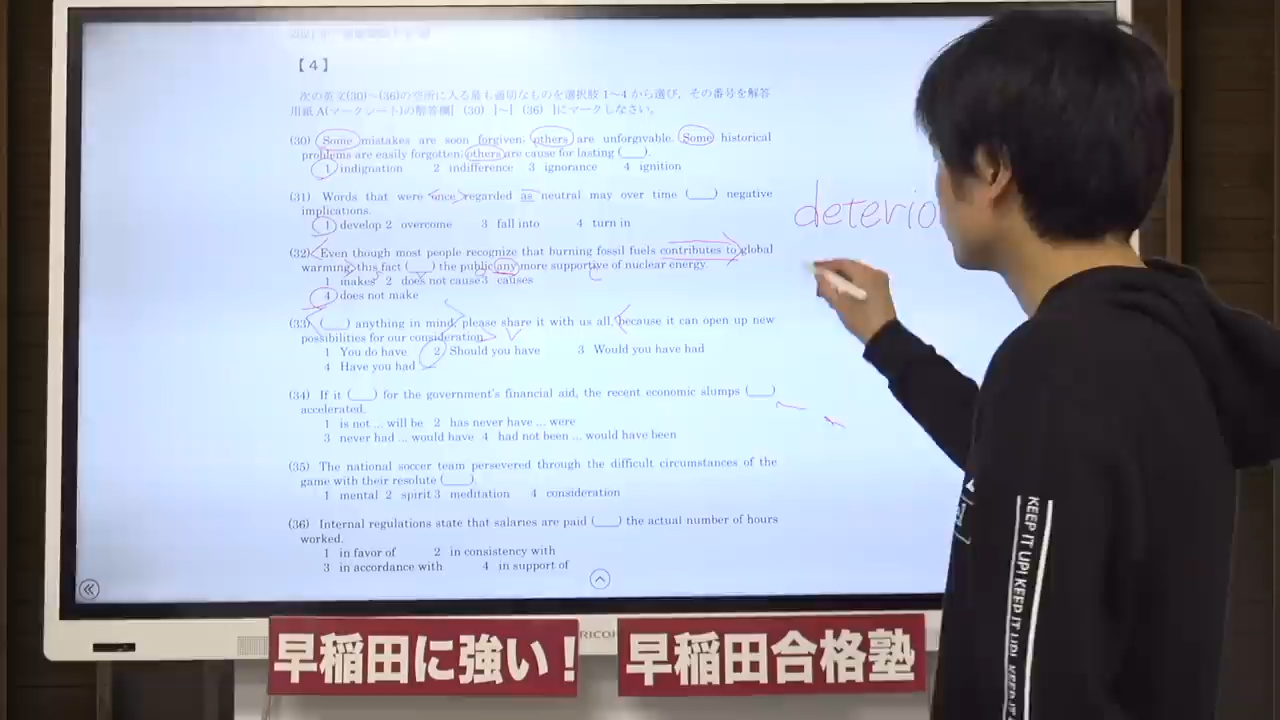 【4】
次の英文(30)～(36)の空所に入る最も適切なものを選択肢 1～4 から選び，その番号を解答
用紙 A(マークシート)の解答欄[ (30) ]～[ (36) ]にマークしなさい。
(30) Some mistakes are soon forgiven; others are unforgivable. Some historical
problems are easily forgotten; others are cause for lasting (___).
1 indignation 2 indifference 3 ignorance 4 ignition
(31) Words that were once regarded as neutral may over time (___) negative
implications.
1 develop 2 overcome 3 fall into 4 turn in
(32) Even though most people recognize that burning fossil fuels contributes to global
warming, this fact (___) the public any more supportive of nuclear energy.
1 makes 2 does not cause 3 causes
4 does not make
(33) (___) anything in mind, please share it with us all, because it can open up new
possibilities for our consideration.
1 You do have 2 Should you have 3 Would you have had
4 Have you had
(34) If it (___) for the government's financial aid, the recent economic slumps (___)
accelerated.
1 is not ... will be 2 has never have ... were
3 never had ... would have 4 had not been ... would have been
(35) The national soccer team persevered through the difficult circumstances of the
game with their resolute (___).
1 mental 2 spirit 3 meditation 4 consideration
(36) Internal regulations state that salaries are paid (___) the actual number of hours
worked.
1 in favor of 2 in consistency with
3 in accordance with 4 in support of
deterio
RICOH
早稲田に強い！
早稲田合格塾
KEEP IT UP! KEEP IT UP! KEEP IT UP!